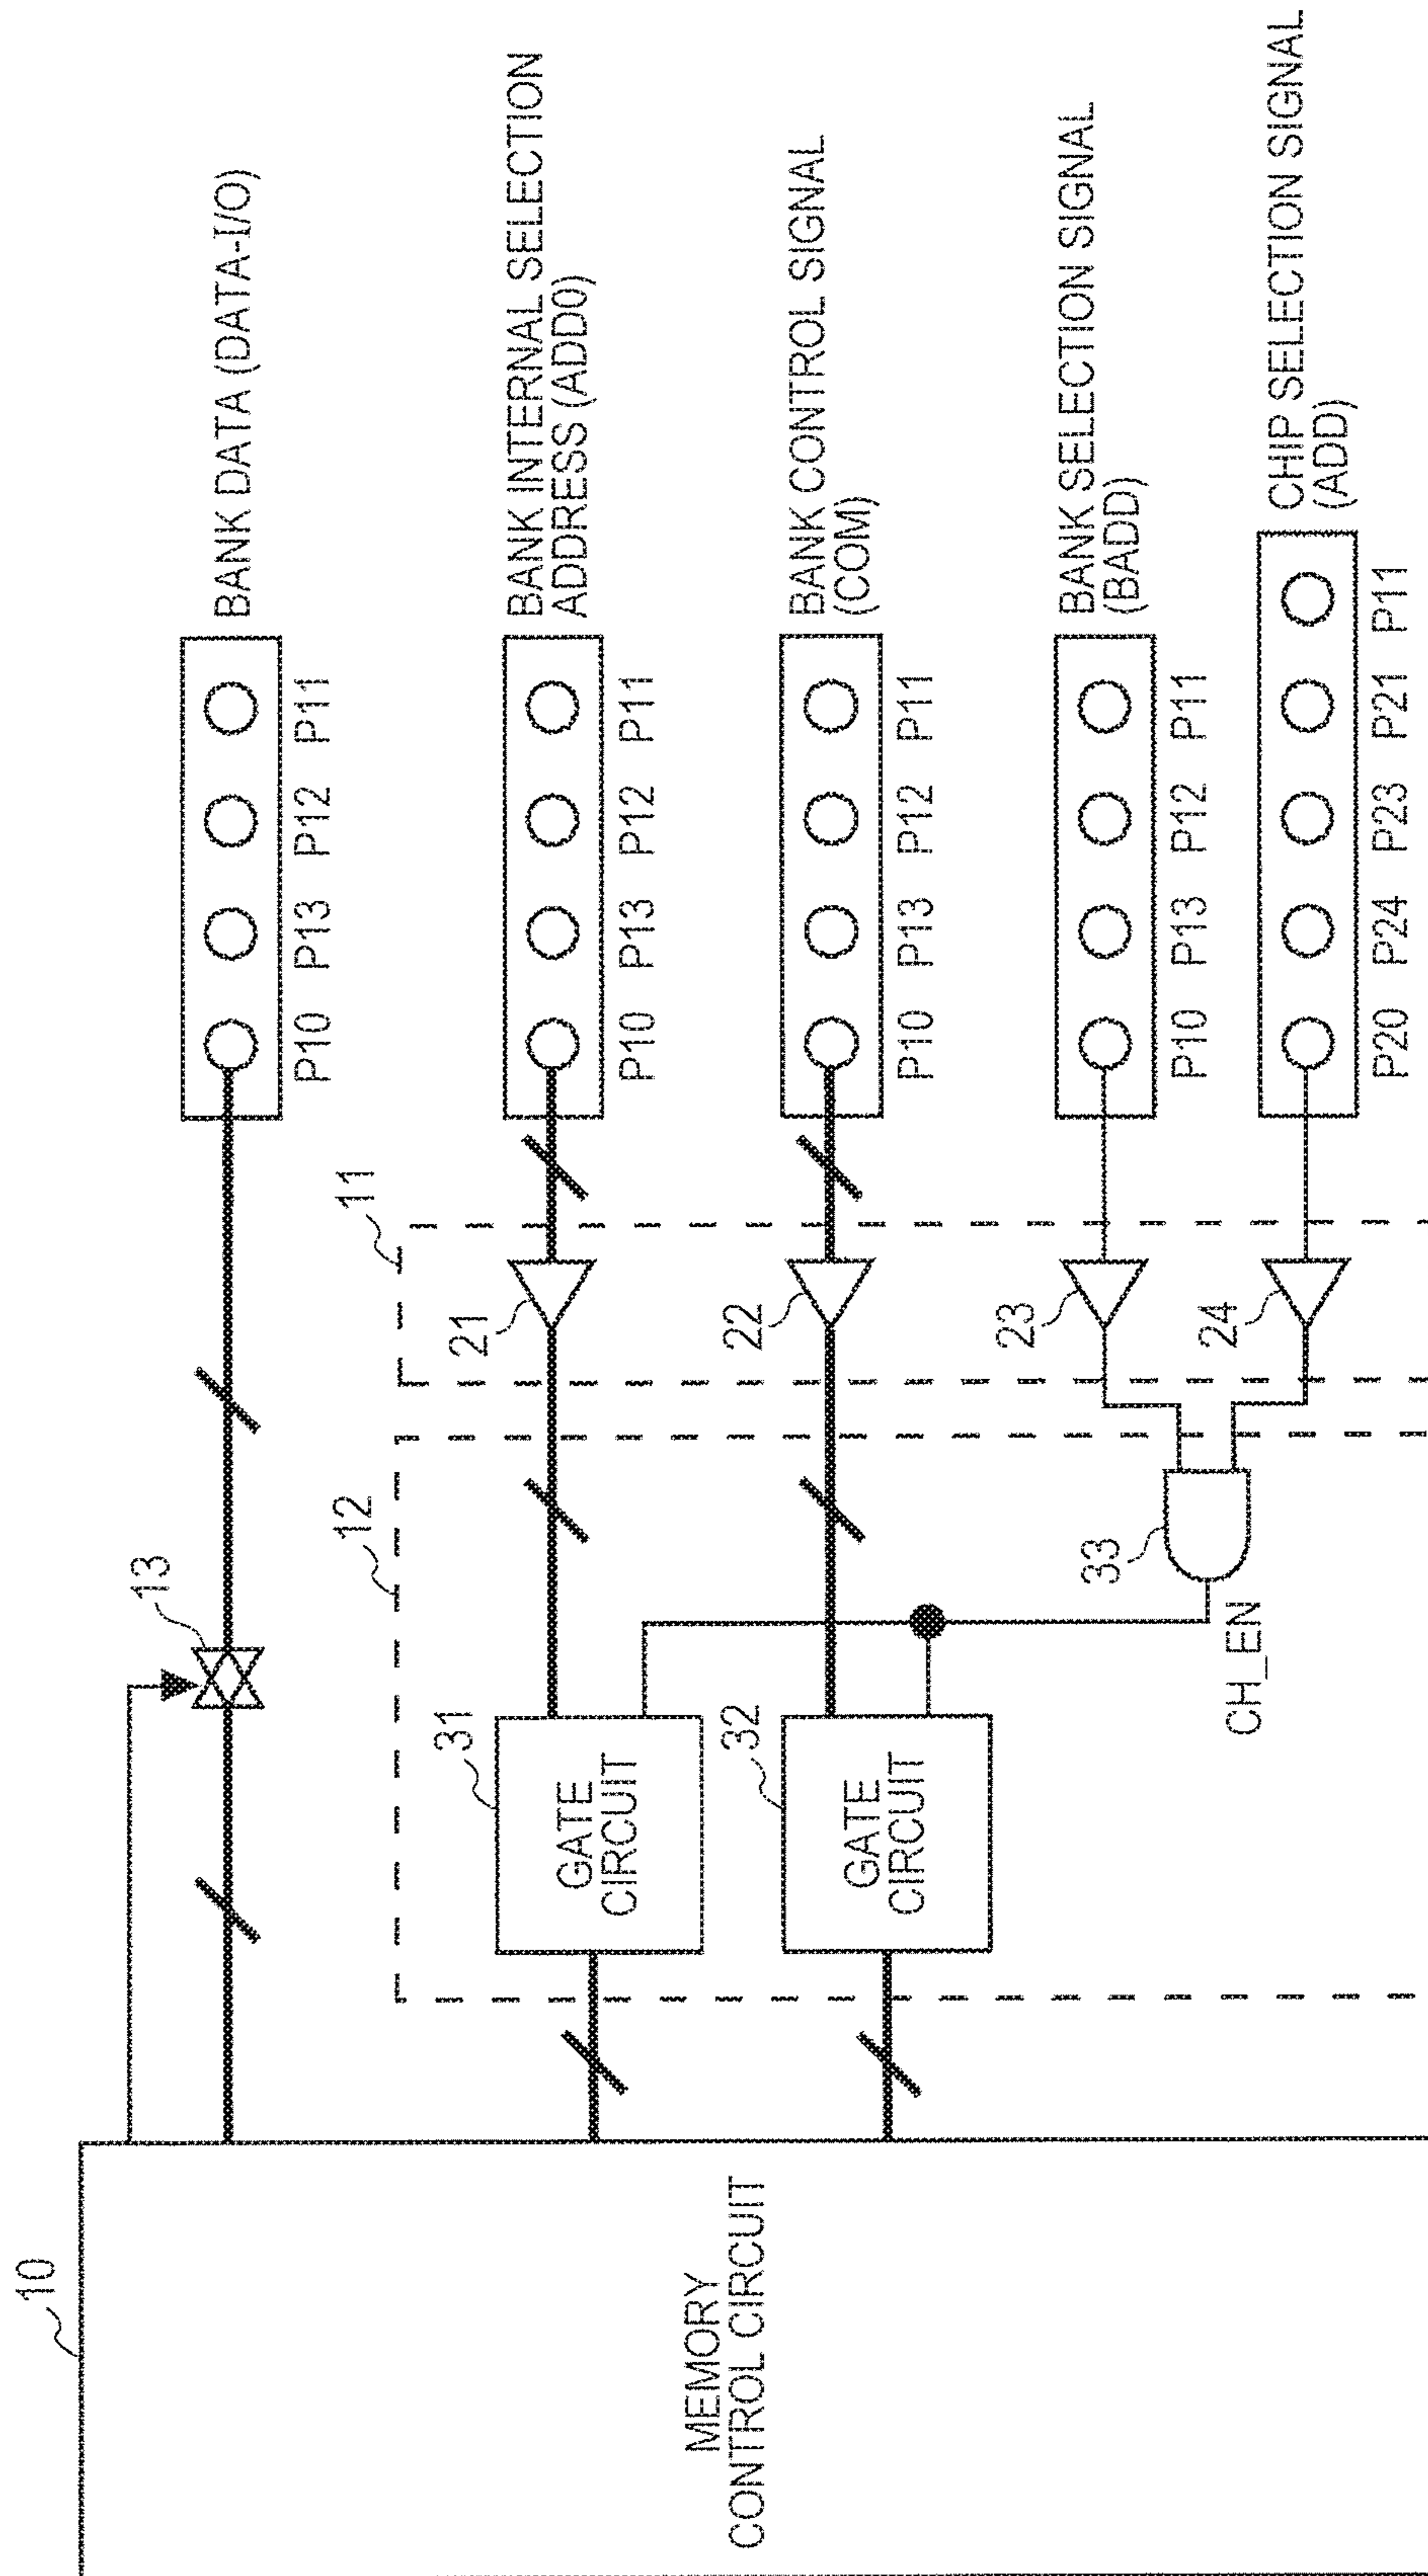 10
MEMORY
CONTROL CIRCUIT
13
P10 P13 P12 P11
BANK DATA (DATA-I/O)
12
11
31
GATE
CIRCUIT
21
P10 P13 P12 P11
BANK INTERNAL SELECTION
ADDRESS (ADD0)
32
GATE
CIRCUIT
22
P10 P13 P12 P11
BANK CONTROL SIGNAL
(COM)
33
CH_EN
23
P10 P13 P12 P11
BANK SELECTION SIGNAL
(BADD)
24
P20 P24 P23 P21 P11
CHIP SELECTION SIGNAL
(ADD)